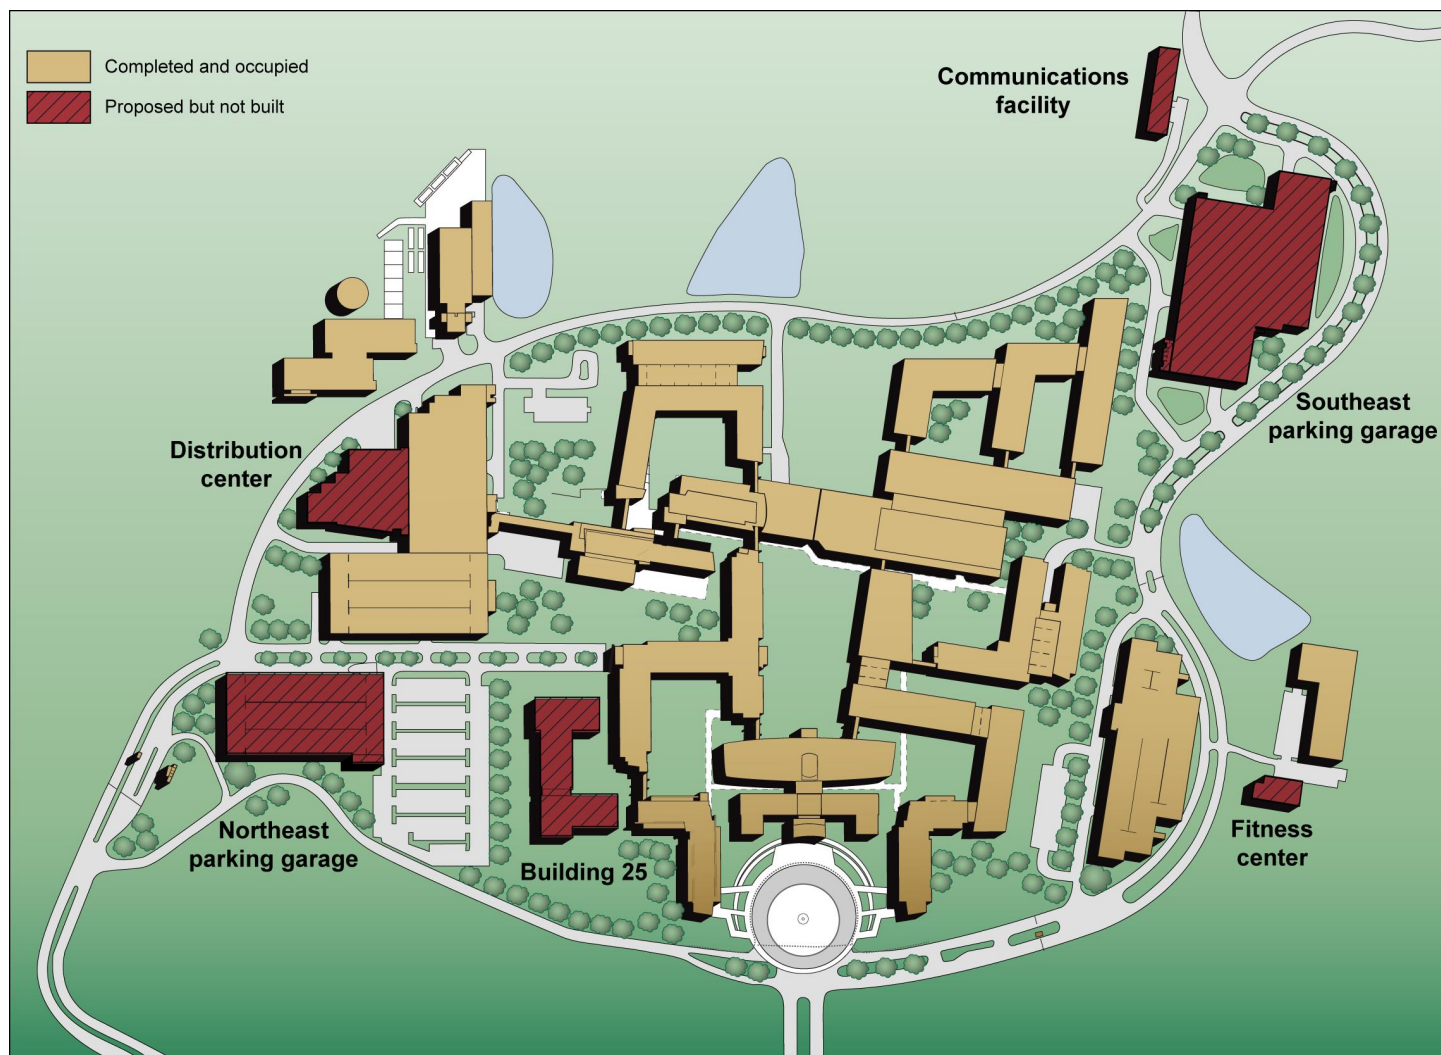 Completed and occupied
Proposed but not built
Communications
facility
Southeast
parking garage
Distribution
center
Northeast
parking garage
Building 25
Fitness
center